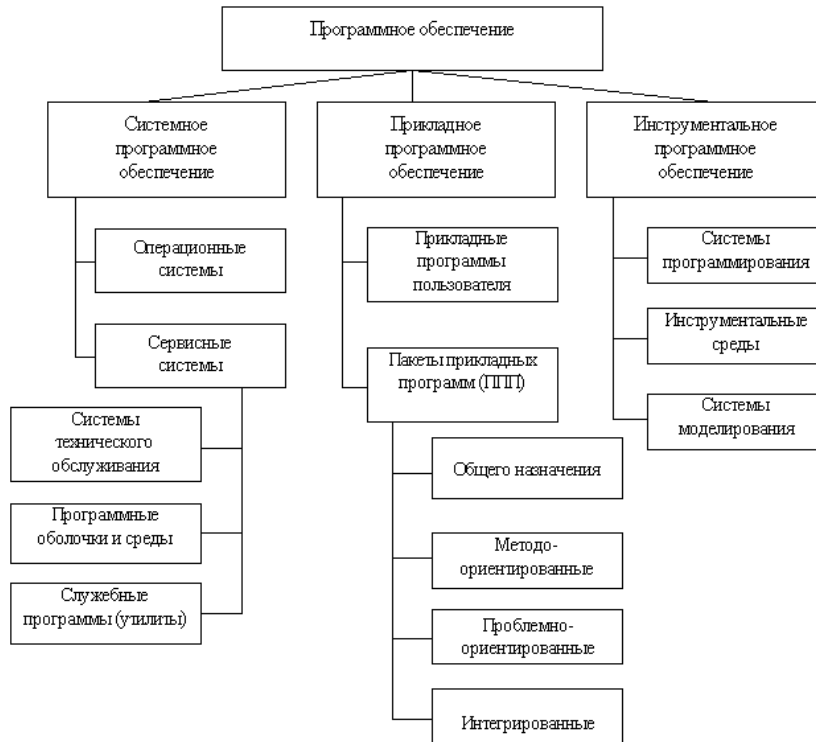 Программное обеспечение
Системное
программное
обеспечение
Прикладное
программное
обеспечение
Инструментальное
программное
обеспечение
Операционные
системы
Сервисные
системы
Системы
технического
обслуживания
Программные
оболочки и среды
Служебные
программы (утилиты)
Прикладные
программы
пользователя
Пакеты прикладных
программ (ППП)
Общего назначения
Методо-
ориентированные
Проблемно-
ориентированные
Интегрированные
Системы
программирования
Инструментальные
среды
Системы
моделирования